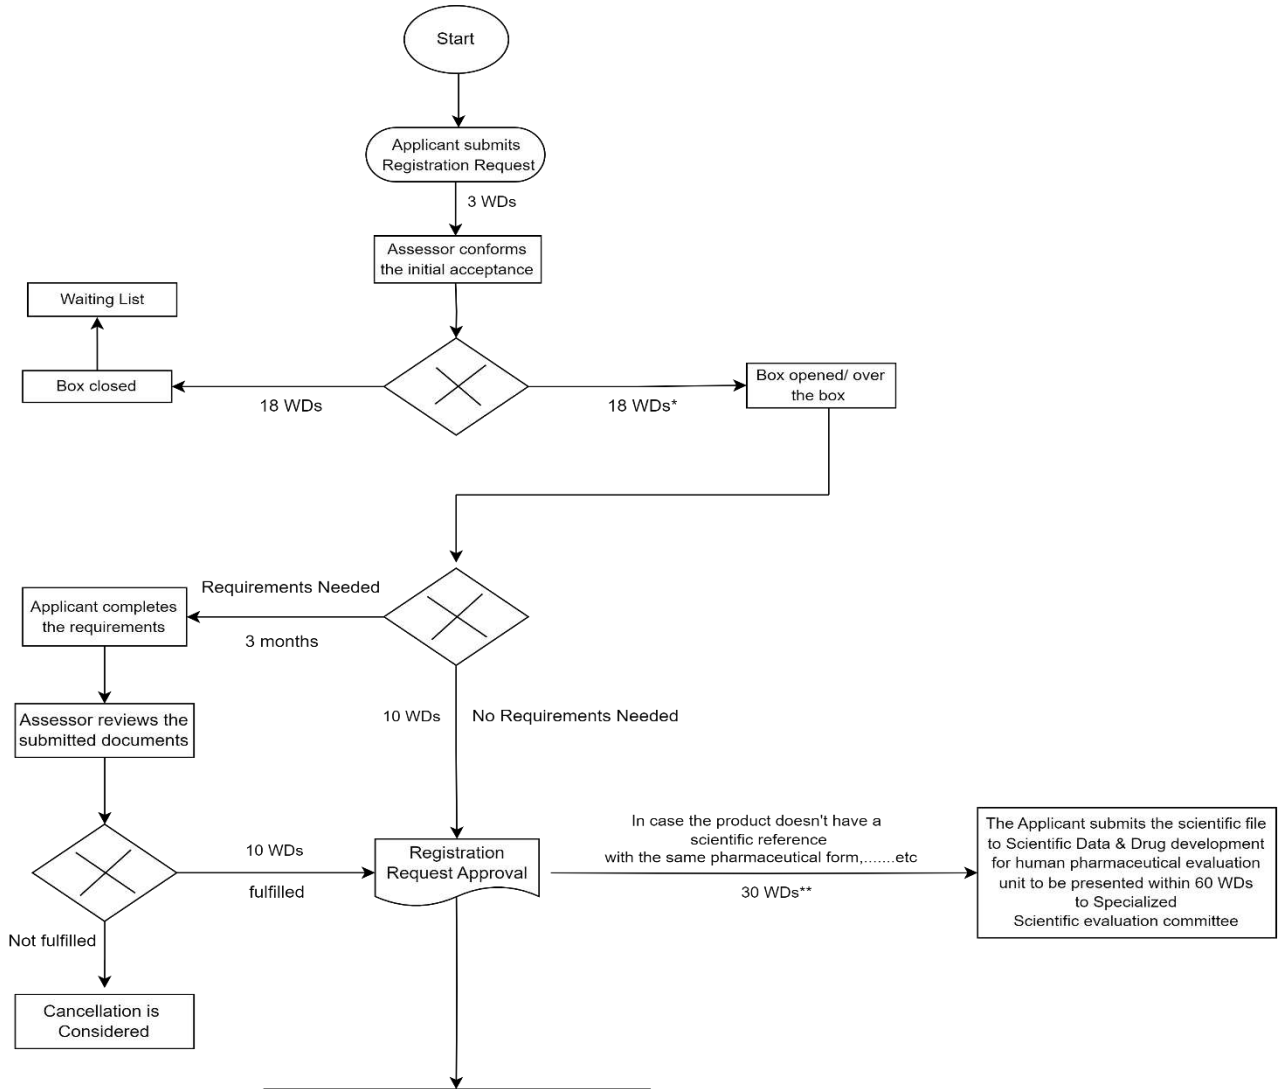 Start
Applicant submits
Registration Request
3 WDs
Assessor conforms
the initial acceptance
Waiting List
Box closed
18 WDs
18 WDs*
Box opened/ over
the box
Requirements Needed
3 months
Applicant completes
the requirements
10 WDs
No Requirements Needed
Assessor reviews the
submitted documents
10 WDs
fulfilled
Not fulfilled
Cancellation is
Considered
Registration
Request Approval
In case the product doesn't have a
scientific reference
with the same pharmaceutical form,.......etc
30 WDs**
The Applicant submits the scientific file
to Scientific Data & Drug development
for human pharmaceutical evaluation
unit to be presented within 60 WDs
to Specialized
Scientific evaluation committee